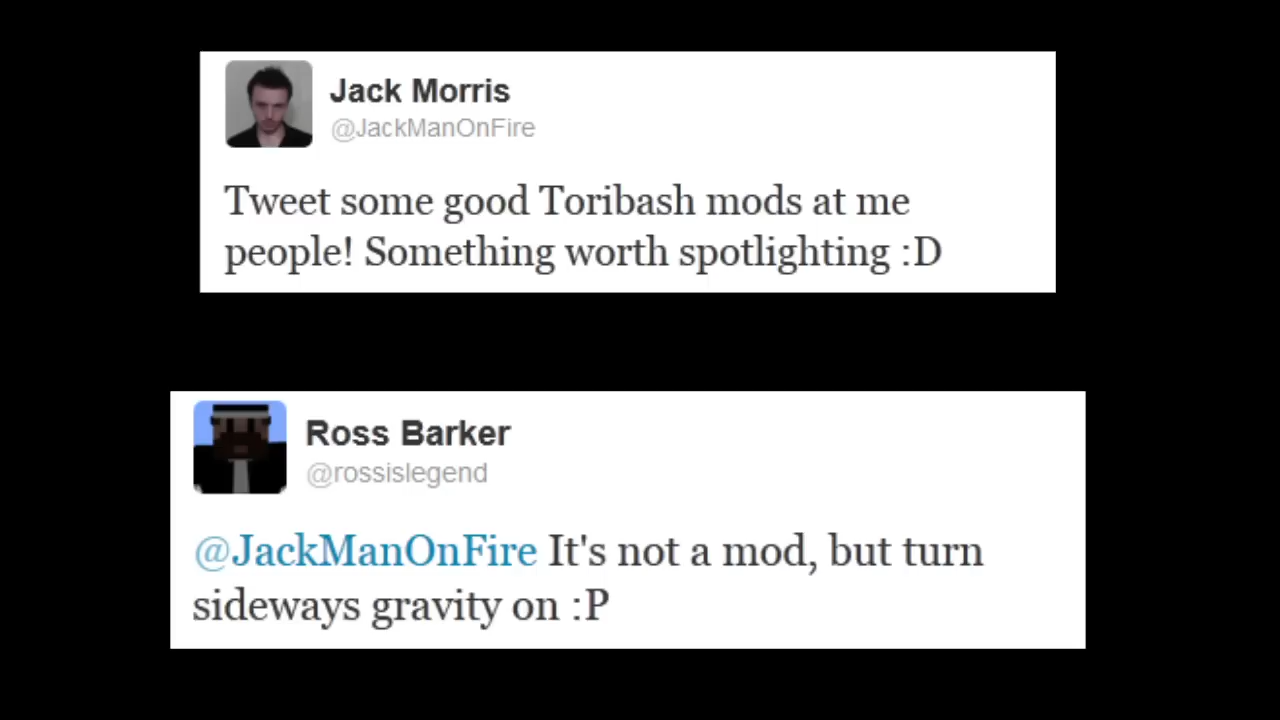 Jack Morris
@JackManOnFire
Tweet some good Toribash mods at me
people! Something worth spotlighting :D
Ross Barker
@rossislegend
@JackManOnFire It's not a mod, but turn
sideways gravity on :P